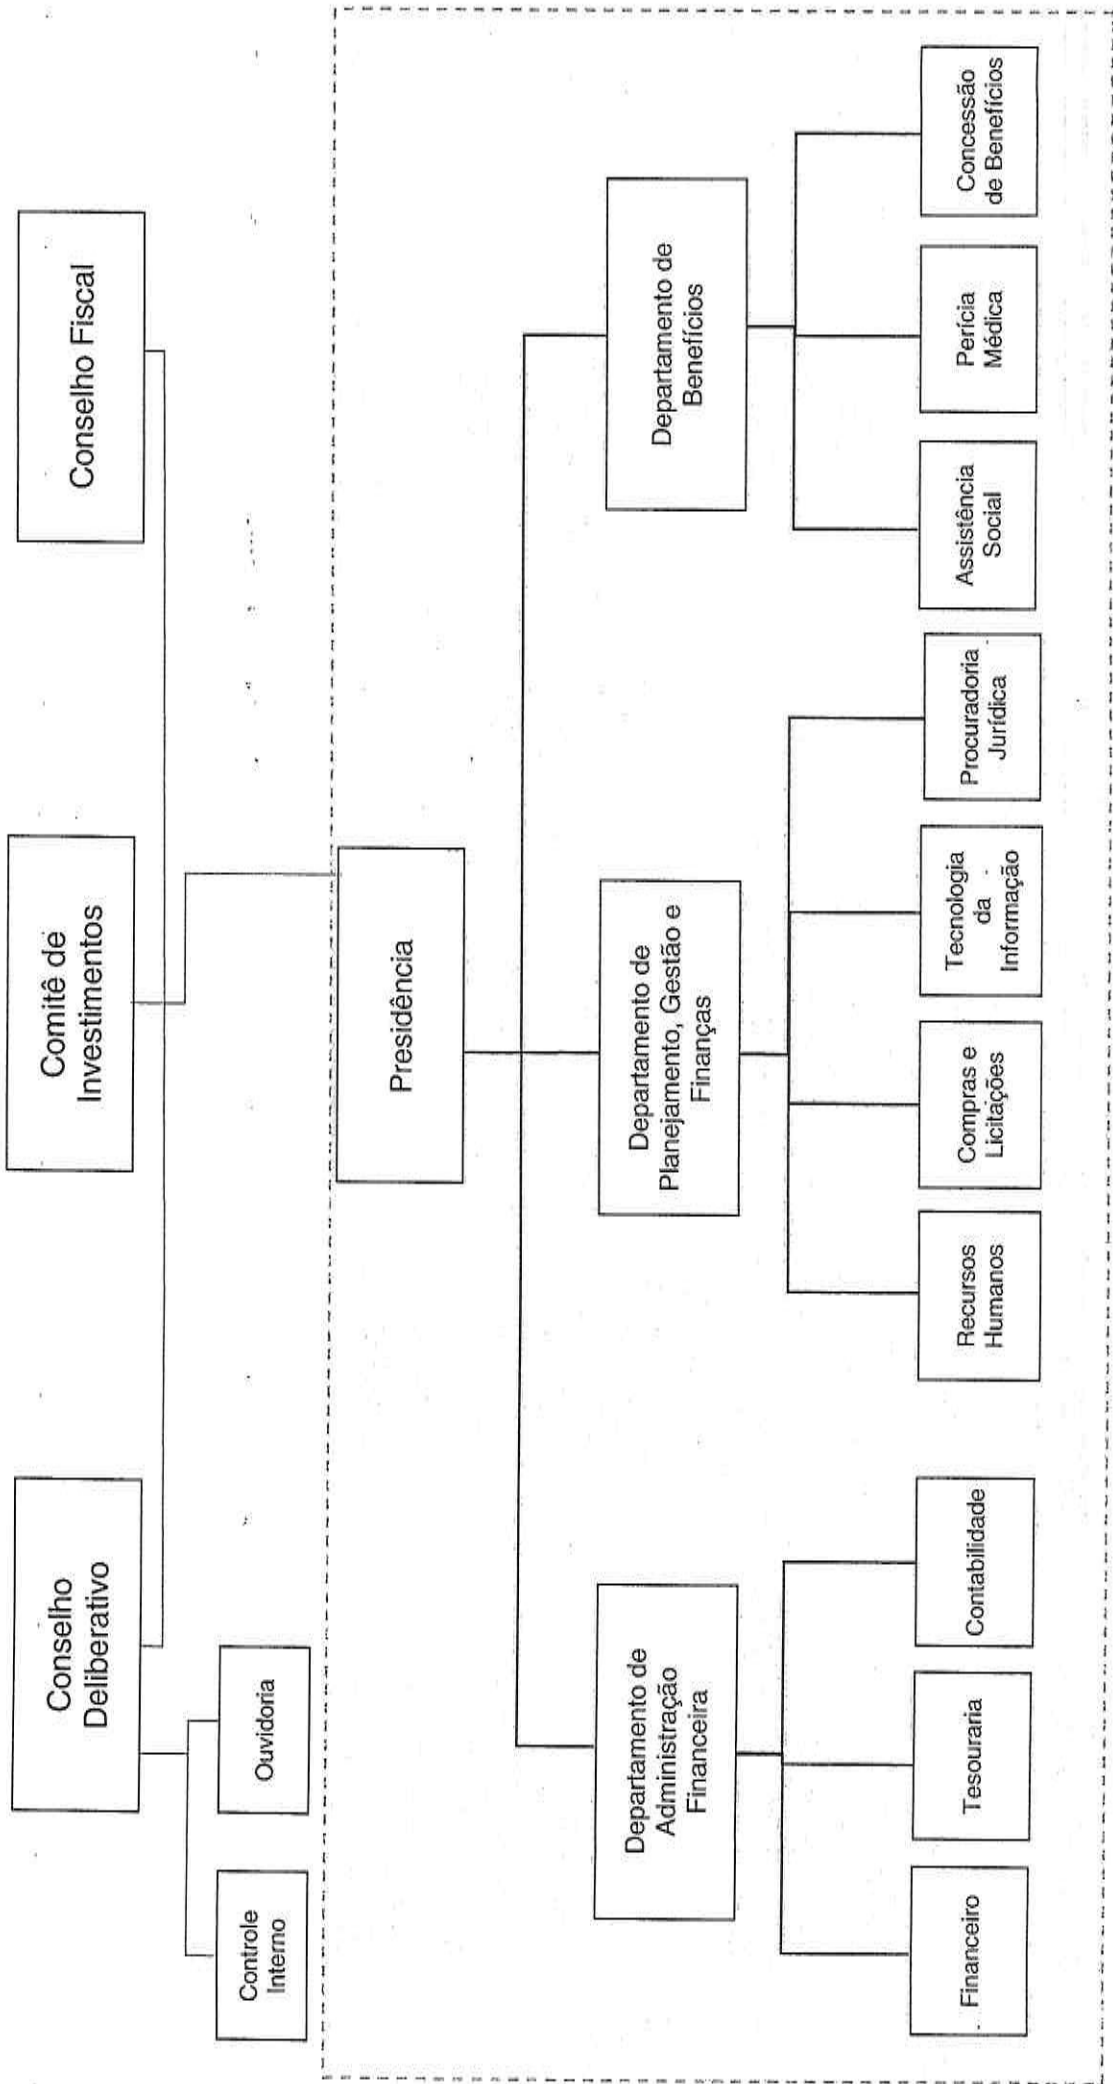 Conselho
Deliberativo
Comitê de
Investimentos
Conselho Fiscal
Controle
Interno
Ouvidoria
Presidência
Departamento de
Administração
Financeira
Departamento de
Planejamento, Gestão e
Finanças
Departamento de
Benefícios
Financeiro
Tesouraria
Contabilidade
Recursos
Humanos
Compras e
Licitações
Tecnologia
da
Informação
Procuradoria
Jurídica
Assistência
Social
Perícia
Médica
Concessão
de Benefícios